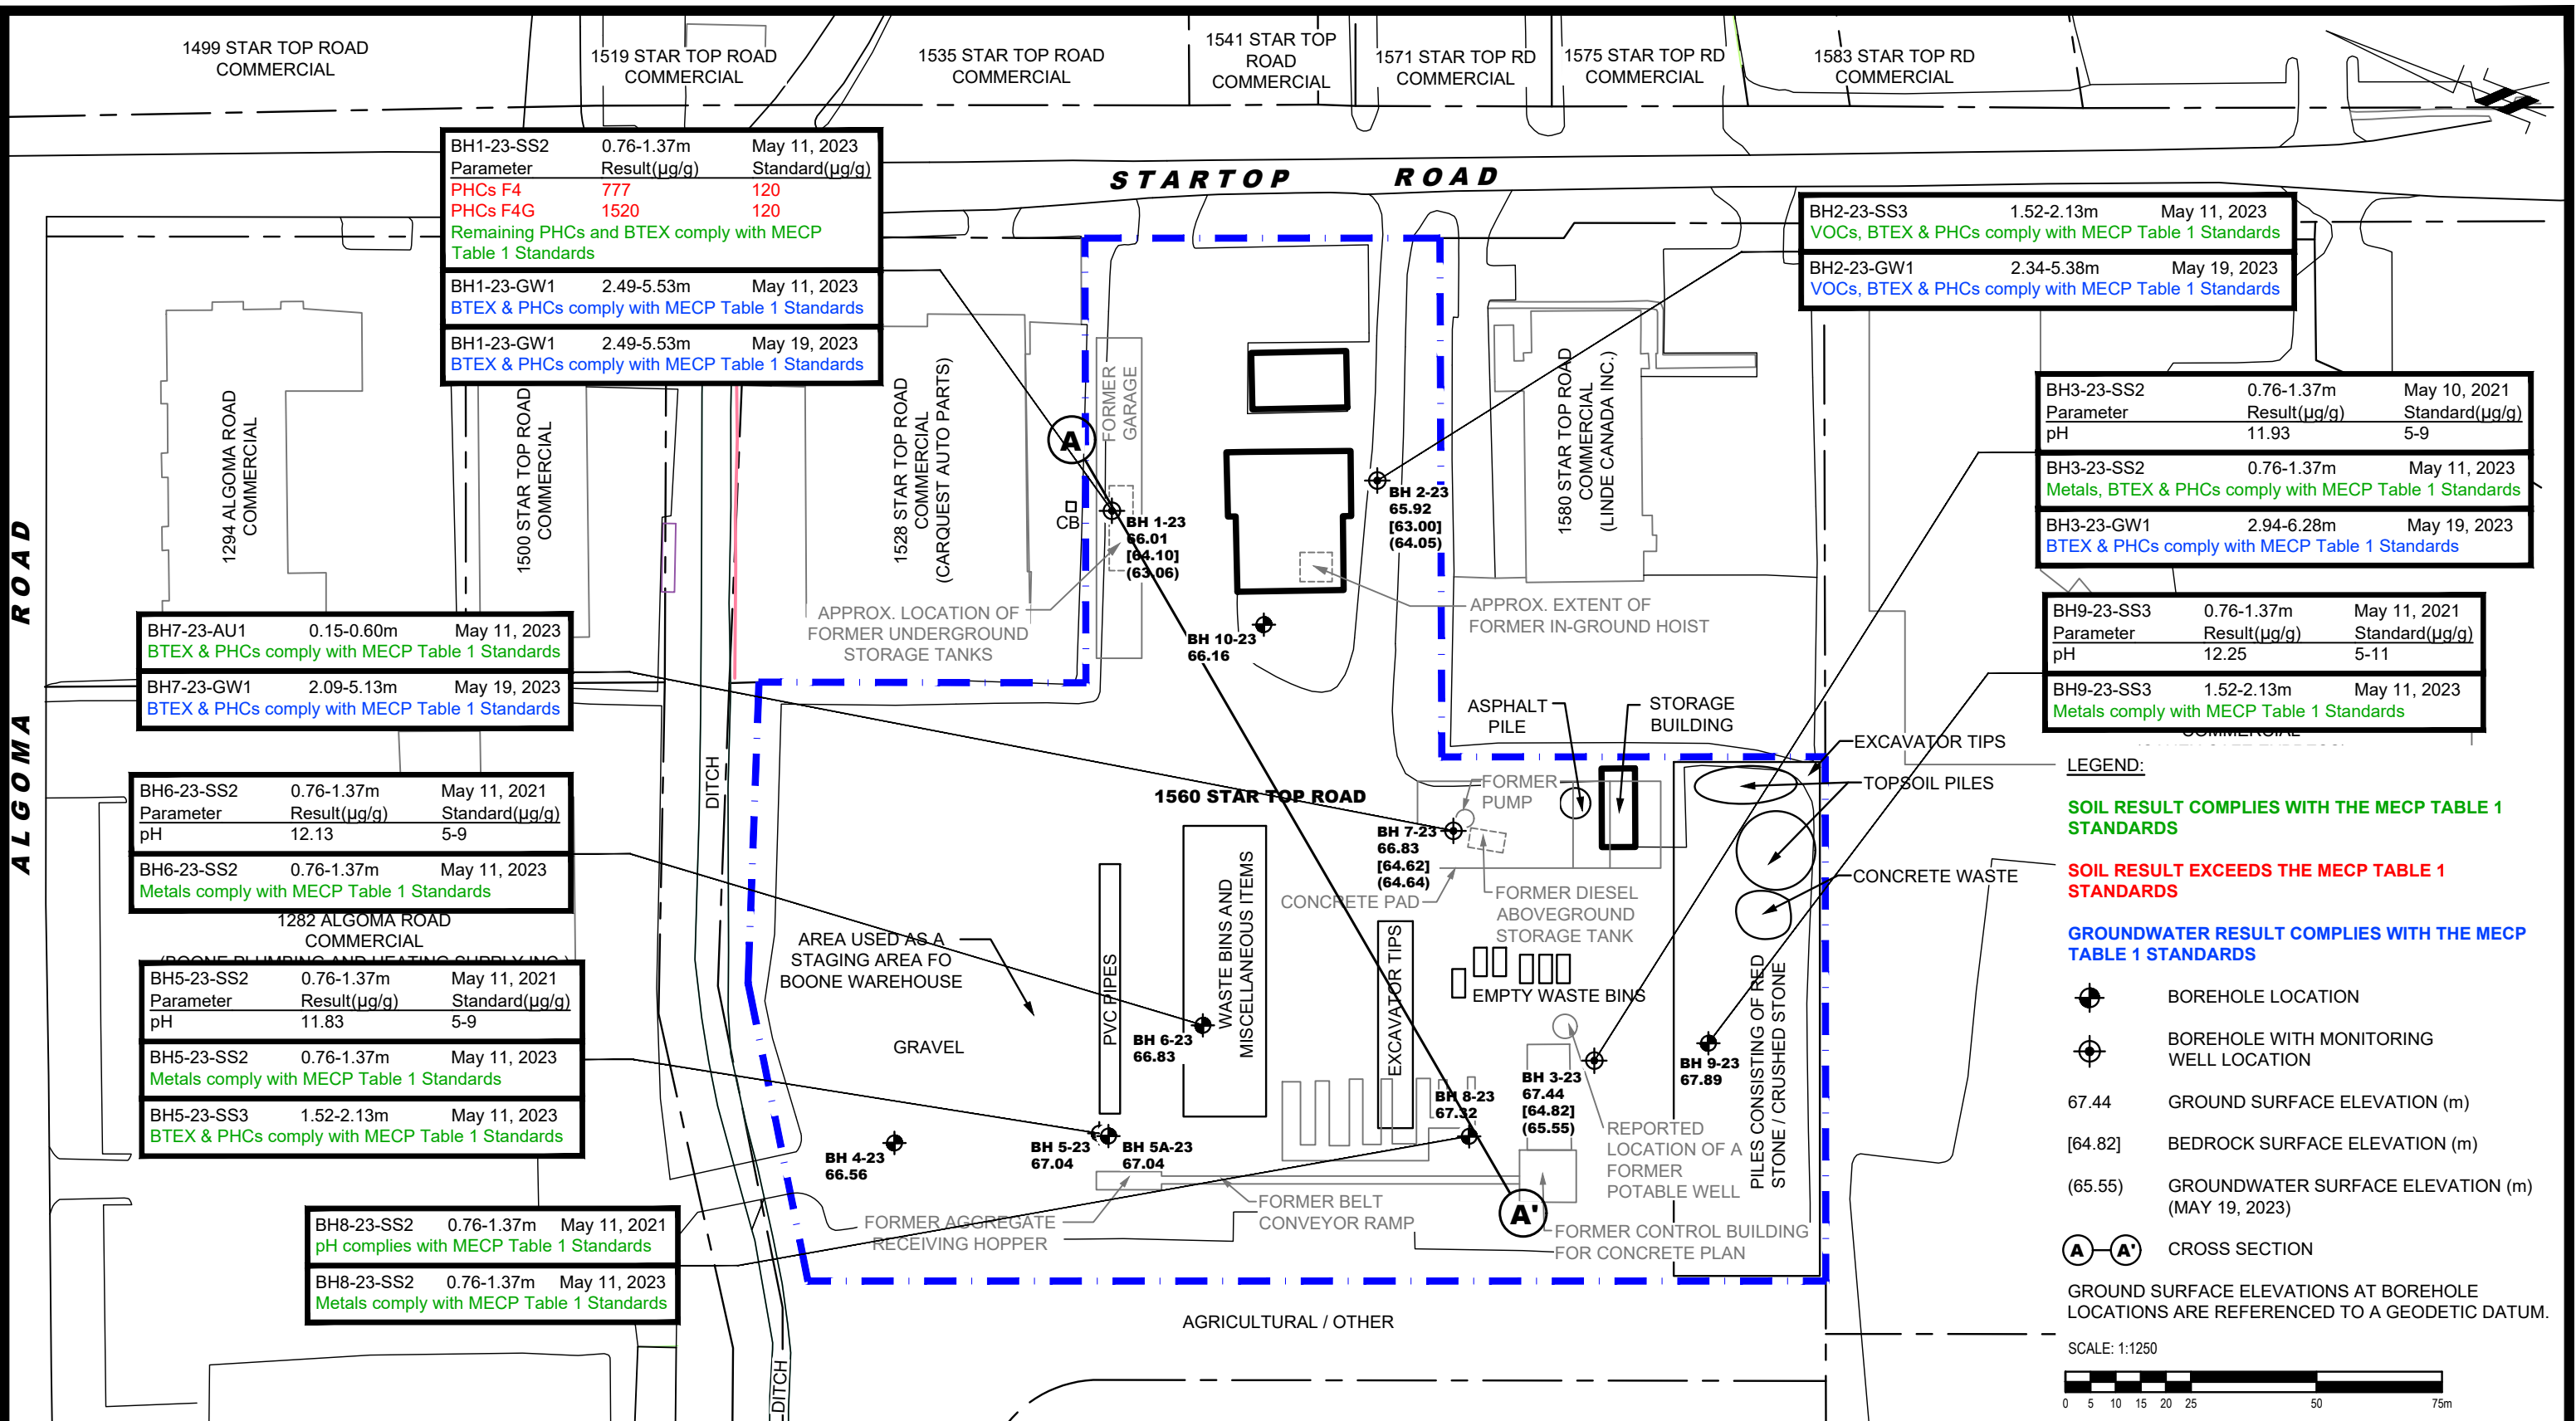 1499 STAR TOP ROAD
COMMERCIAL
1519 STAR TOP ROAD
COMMERCIAL
1535 STAR TOP ROAD
COMMERCIAL
1541 STAR TOP
ROAD
COMMERCIAL
1571 STAR TOP RD
COMMERCIAL
1575 STAR TOP RD
COMMERCIAL
1583 STAR TOP RD
COMMERCIAL
STARTOP ROAD
BH1-23-SS2 0.76-1.37m May 11, 2023
Parameter Result(µg/g) Standard(µg/g)
PHCs F4 777 120
PHCs F4G 1520 120
Remaining PHCs and BTEX comply with MECP
Table 1 Standards
BH1-23-GW1 2.49-5.53m May 11, 2023
BTEX & PHCs comply with MECP Table 1 Standards
BH1-23-GW1 2.49-5.53m May 19, 2023
BTEX & PHCs comply with MECP Table 1 Standards
BH2-23-SS3 1.52-2.13m May 11, 2023
VOCs, BTEX & PHCs comply with MECP Table 1 Standards
BH2-23-GW1 2.34-5.38m May 19, 2023
VOCs, BTEX & PHCs comply with MECP Table 1 Standards
BH3-23-SS2 0.76-1.37m May 10, 2021
Parameter Result(µg/g) Standard(µg/g)
pH 11.93 5-9
BH3-23-SS2 0.76-1.37m May 11, 2023
Metals, BTEX & PHCs comply with MECP Table 1 Standards
BH3-23-GW1 2.94-6.28m May 19, 2023
BTEX & PHCs comply with MECP Table 1 Standards
BH9-23-SS3 0.76-1.37m May 11, 2021
Parameter Result(µg/g) Standard(µg/g)
pH 12.25 5-11
BH9-23-SS3 1.52-2.13m May 11, 2023
Metals comply with MECP Table 1 Standards
COMMERCIAL
ALGOMA ROAD
1294 ALGOMA ROAD
COMMERCIAL
1500 STAR TOP ROAD
COMMERCIAL
1528 STAR TOP ROAD
COMMERCIAL
(CARQUEST AUTO PARTS)
FORMER
GARAGE
A
CB
BH 1-23
66.01
[64.10]
(63.06)
BH 2-23
65.92
[63.00]
(64.05)
1580 STAR TOP ROAD
COMMERCIAL
(LINDE CANADA INC.)
APPROX. LOCATION OF
FORMER UNDERGROUND
STORAGE TANKS
APPROX. EXTENT OF
FORMER IN-GROUND HOIST
BH 10-23
66.16
BH7-23-AU1 0.15-0.60m May 11, 2023
BTEX & PHCs comply with MECP Table 1 Standards
BH7-23-GW1 2.09-5.13m May 19, 2023
BTEX & PHCs comply with MECP Table 1 Standards
ASPHALT
PILE
STORAGE
BUILDING
EXCAVATOR TIPS
TOPSOIL PILES
CONCRETE WASTE
DITCH
1560 STAR TOP ROAD
FORMER
PUMP
BH 7-23
66.83
[64.62]
(64.64)
CONCRETE PAD
FORMER DIESEL
ABOVEGROUND
STORAGE TANK
BH6-23-SS2 0.76-1.37m May 11, 2021
Parameter Result(µg/g) Standard(µg/g)
pH 12.13 5-9
BH6-23-SS2 0.76-1.37m May 11, 2023
Metals comply with MECP Table 1 Standards
1282 ALGOMA ROAD
COMMERCIAL
(BOONE PLUMBING AND HEATING SUPPLY INC.)
BH5-23-SS2 0.76-1.37m May 11, 2021
Parameter Result(µg/g) Standard(µg/g)
pH 11.83 5-9
BH5-23-SS2 0.76-1.37m May 11, 2023
Metals comply with MECP Table 1 Standards
BH5-23-SS3 1.52-2.13m May 11, 2023
BTEX & PHCs comply with MECP Table 1 Standards
BH8-23-SS2 0.76-1.37m May 11, 2021
pH complies with MECP Table 1 Standards
BH8-23-SS2 0.76-1.37m May 11, 2023
Metals comply with MECP Table 1 Standards
AREA USED AS A
STAGING AREA FO
BOONE WAREHOUSE
GRAVEL
PVC PIPES
WASTE BINS AND
MISCELLANEOUS ITEMS
EXCAVATOR TIPS
EMPTY WASTE BINS
PILES CONSISTING OF RED
STONE / CRUSHED STONE
BH 6-23
66.83
BH 4-23
66.56
BH 5-23
67.04
BH 5A-23
67.04
BH 8-23
67.32
BH 3-23
67.44
[64.82]
(65.55)
BH 9-23
67.89
REPORTED
LOCATION OF A
FORMER
POTABLE WELL
FORMER AGGREGATE
RECEIVING HOPPER
FORMER BELT
CONVEYOR RAMP
A'
FORMER CONTROL BUILDING
FOR CONCRETE PLAN
AGRICULTURAL / OTHER
DITCH
LEGEND:
SOIL RESULT COMPLIES WITH THE MECP TABLE 1
STANDARDS
SOIL RESULT EXCEEDS THE MECP TABLE 1
STANDARDS
GROUNDWATER RESULT COMPLIES WITH THE MECP
TABLE 1 STANDARDS
BOREHOLE LOCATION
BOREHOLE WITH MONITORING
WELL LOCATION
67.44 GROUND SURFACE ELEVATION (m)
[64.82] BEDROCK SURFACE ELEVATION (m)
(65.55) GROUNDWATER SURFACE ELEVATION (m)
(MAY 19, 2023)
A A' CROSS SECTION
GROUND SURFACE ELEVATIONS AT BOREHOLE
LOCATIONS ARE REFERENCED TO A GEODETIC DATUM.
SCALE: 1:1250
0 5 10 15 20 25 50 75m